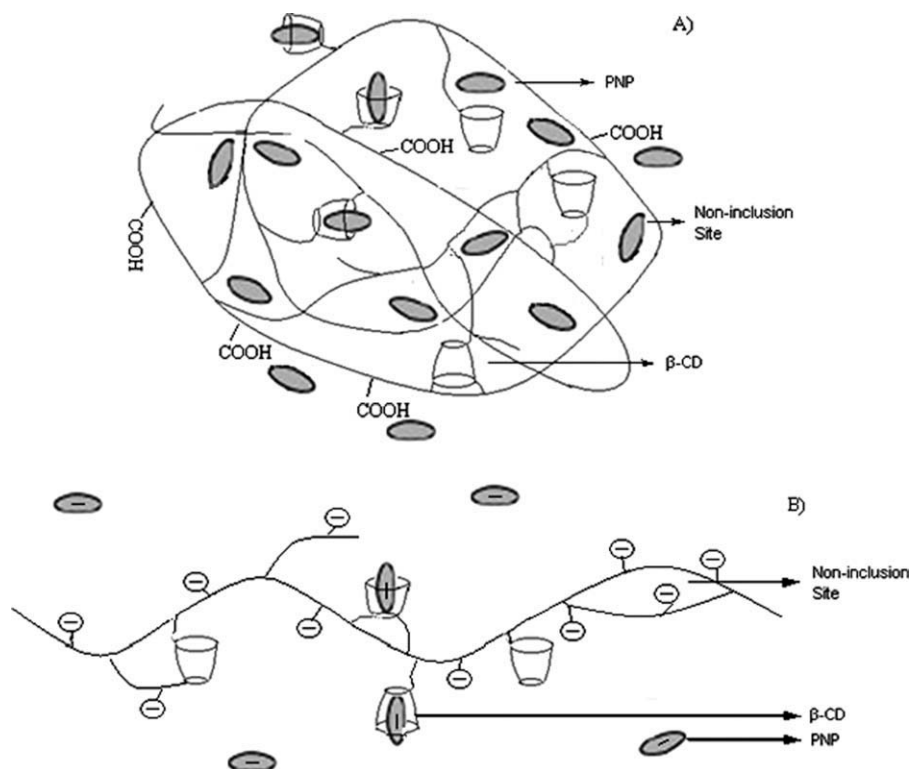 A)
PNP
COOH
COOH
Non-inclusion
Site
COOH
β-CD
COOH
COOH
B)
Non-inclusion
Site
β-CD
PNP